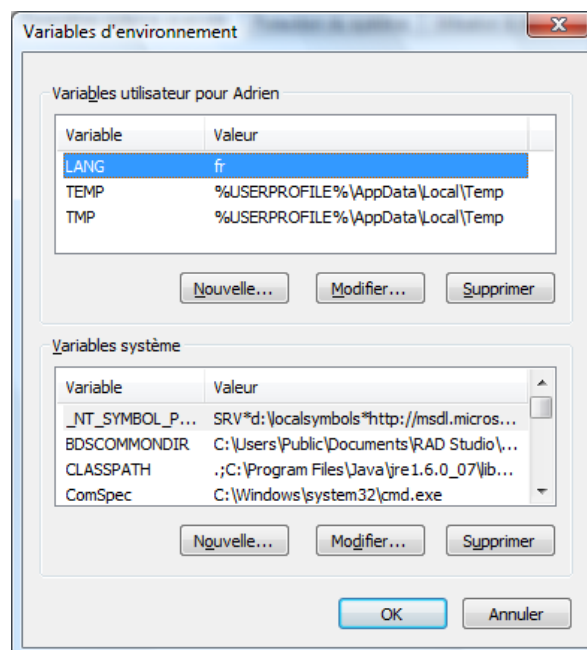 Variables d'environnement
Variables utilisateur pour Adrien
Variable Valeur
LANG fr
TEMP %USERPROFILE%\AppData\Local\Temp
TMP %USERPROFILE%\AppData\Local\Temp
Nouvelle... Modifier... Supprimer
Variables système
Variable Valeur
_NT_SYMBOL_P... SRV*d:\localsymbols*http://msdl.micros...
BDSCOMMONDIR C:\Users\Public\Documents\RAD Studio\...
CLASSPATH .;C:\Program Files\Java\jre1.6.0_07\lib...
ComSpec C:\Windows\system32\cmd.exe
Nouvelle... Modifier... Supprimer
OK Annuler